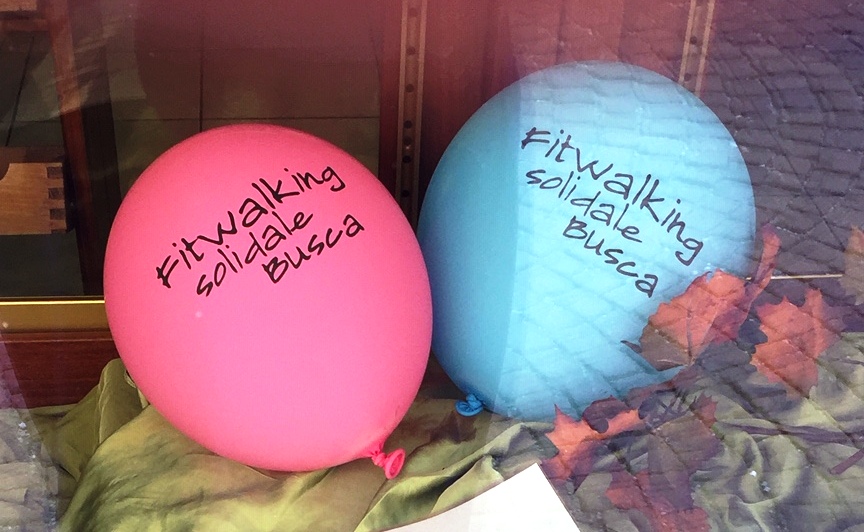 Fitwalking
solidale
Busca
Fitwalking
solidale
Busca